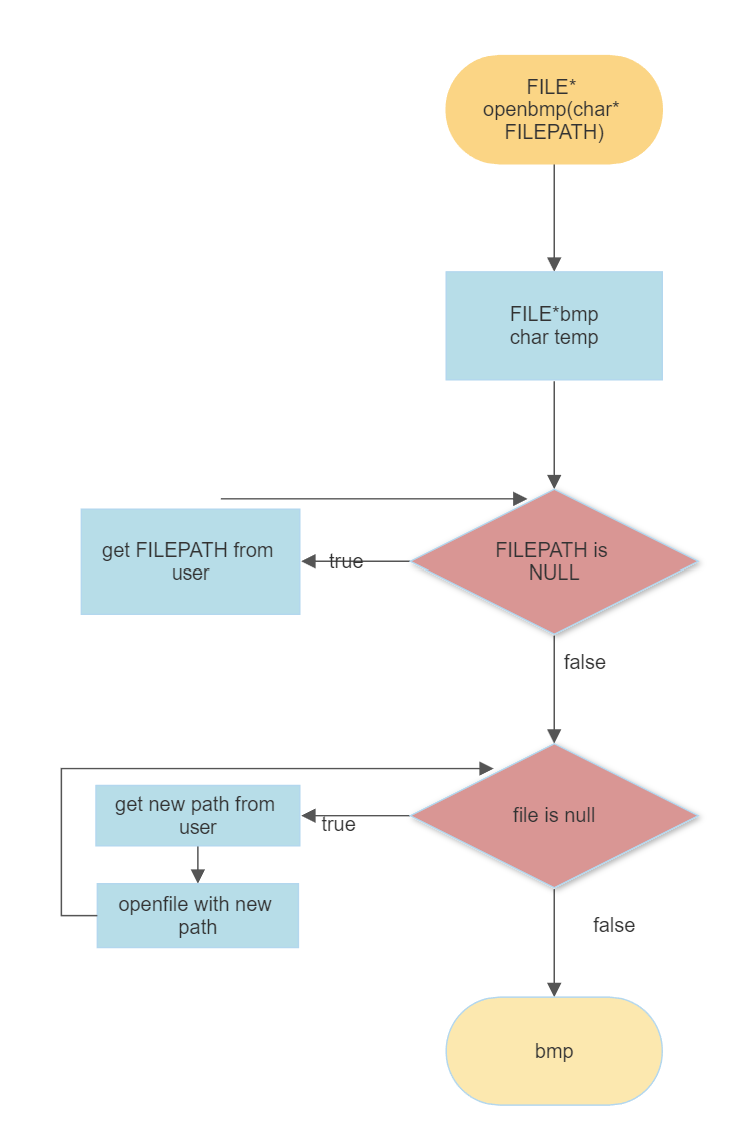 FILE*
openbmp(char*
FILEPATH)
FILE*bmp
char temp
get FILEPATH from
user
true
FILEPATH is
NULL
false
get new path from
user
true
file is null
openfile with new
path
false
bmp